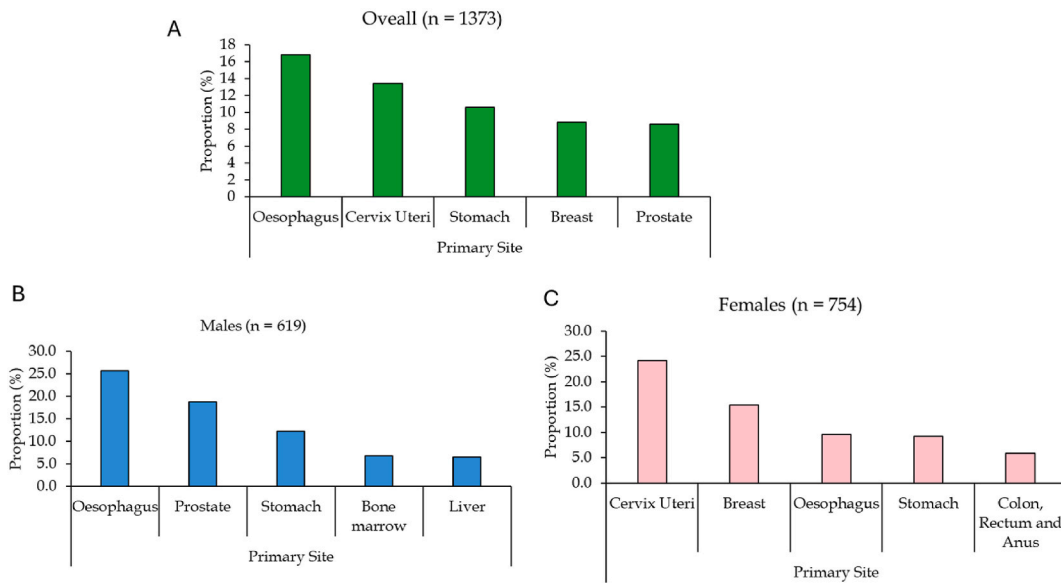 A
Oveall (n = 1373)
Proportion (%)
18
16
14
12
10
8
6
4
2
0
Oesophagus Cervix Uteri Stomach Breast Prostate
Primary Site
B
Males (n = 619)
Proportion (%)
30.0
25.0
20.0
15.0
10.0
5.0
0.0
Oesophagus Prostate Stomach Bone marrow Liver
Primary Site
C
Females (n = 754)
Proportion (%)
30.0
25.0
20.0
15.0
10.0
5.0
0.0
Cervix Uteri Breast Oesophagus Stomach Colon,
Rectum and
Anus
Primary Site